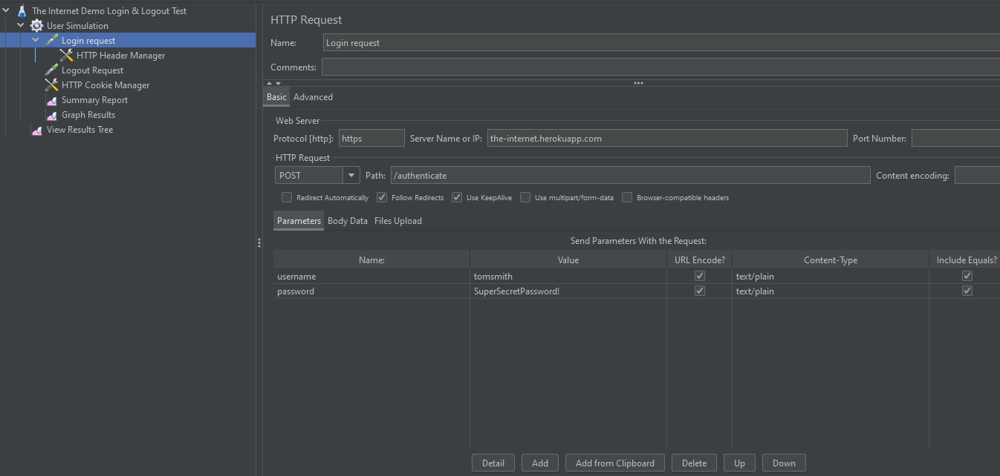 The Internet Demo Login & Logout Test
User Simulation
Login request
HTTP Header Manager
Logout Request
HTTP Cookie Manager
Summary Report
Graph Results
View Results Tree
HTTP Request
Name: Login request
Comments:
Basic Advanced
Web Server
Protocol [http]: https Server Name or IP: the-internet.herokuapp.com Port Number:
HTTP Request
POST Path: /authenticate Content encoding:
Redirect Automatically Follow Redirects Use KeepAlive Use multipart/form-data Browser-compatible headers
Parameters Body Data Files Upload
Send Parameters With the Request:
Name: Value URL Encode? Content-Type Include Equals?
username tomsmith text/plain
password SuperSecretPassword! text/plain
Detail Add Add from Clipboard Delete Up Down